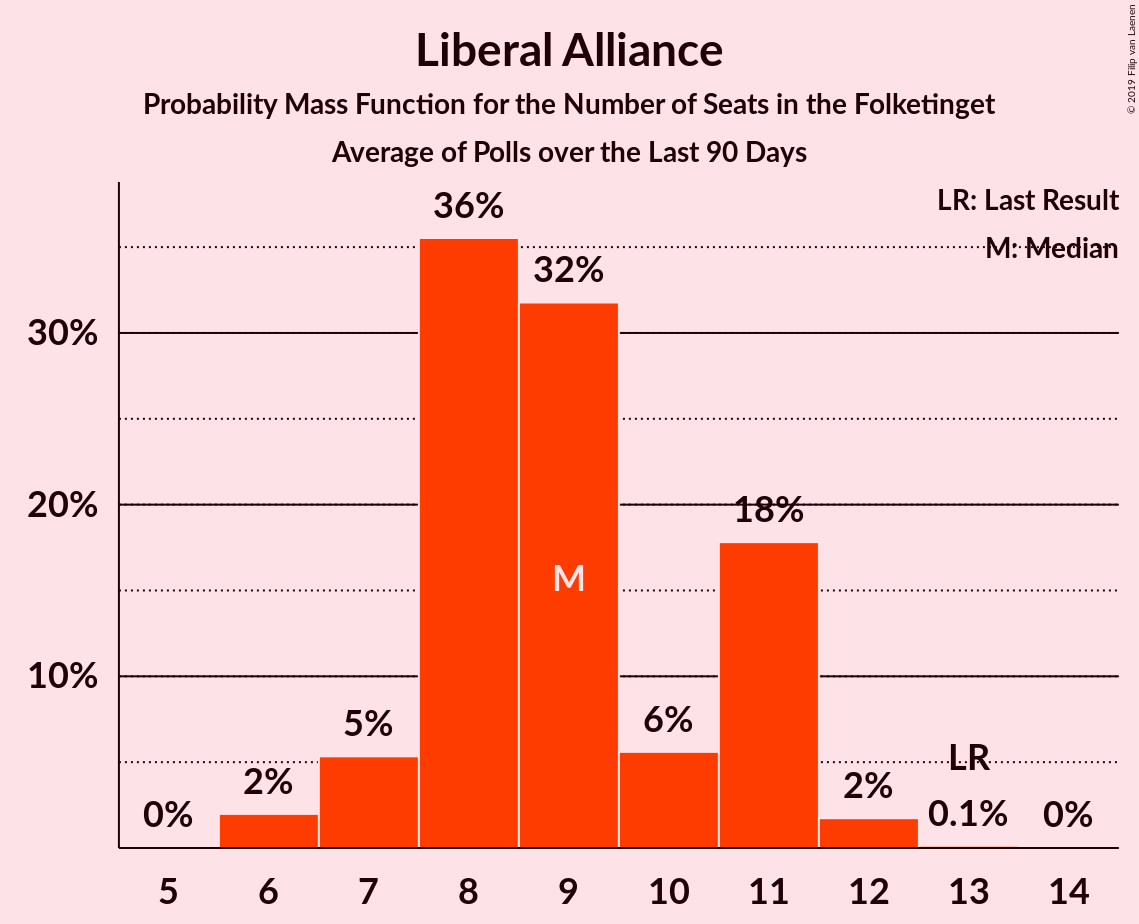 Liberal Alliance
Probability Mass Function for the Number of Seats in the Folketinget
Average of Polls over the Last 90 Days
© 2019 Filip van Laenen
LR: Last Result
M: Median
36%
32%
30%
20%
18%
M
10%
6%
5%
LR
2%
2%
0%
0.1%
0%
5 6 7 8 9 10 11 12 13 14